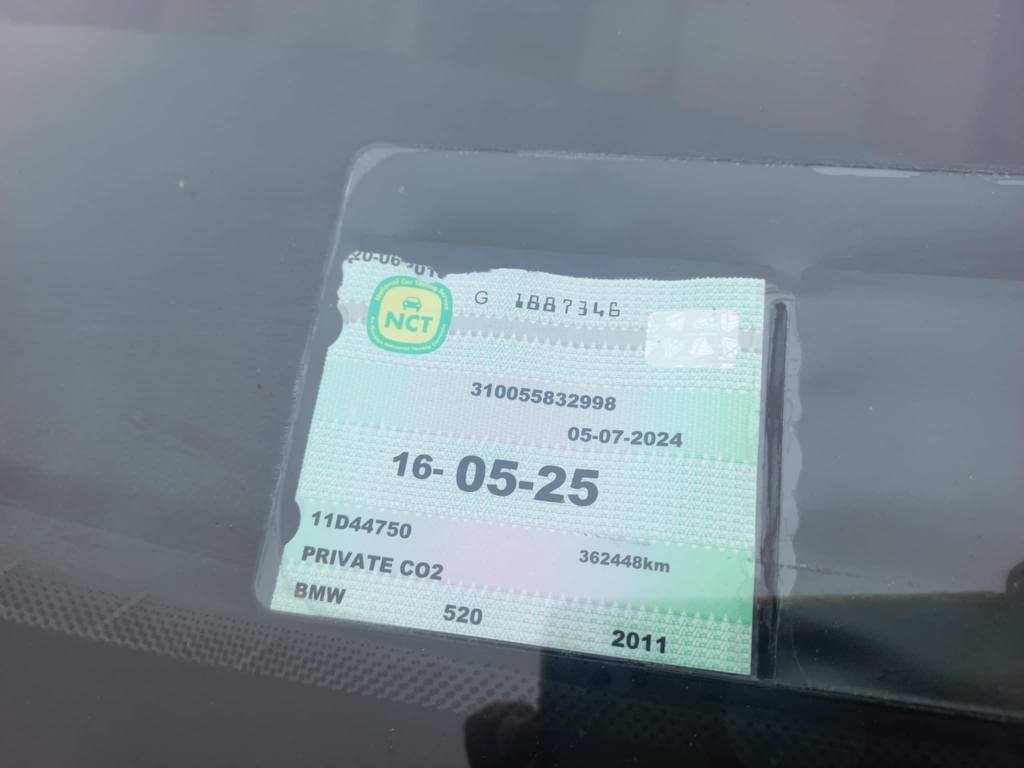 G 1887346
NCT
310055832998
05-07-2024
16-05-25
11D44750
362448km
PRIVATE CO2
BMW 520 2011